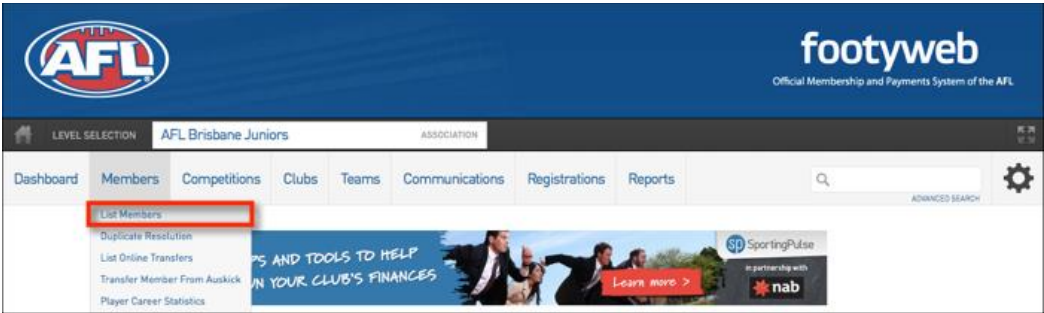 AFL
footyweb
Official Membership and Payments System of the AFL
LEVEL SELECTION AFL Brisbane Juniors ASSOCIATION
Dashboard Members Competitions Clubs Teams Communications Registrations Reports
ADVANCED SEARCH
List Members
Duplicate Resolution
List Online Transfers
Transfer Member From Auskick
Player Career Statistics
PS AND TOOLS TO HELP
N YOUR CLUB'S FINANCES
Learn more >
sp SportingPulse
in partnership with
nab